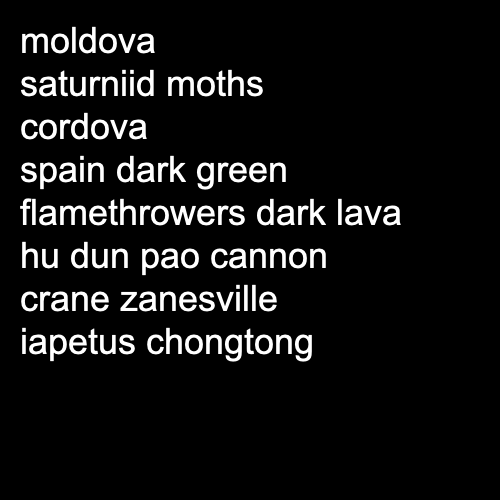 moldova
saturniid moths
cordova
spain dark green
flamethrowers dark lava
hu dun pao cannon
crane zanesville
iapetus chongtong